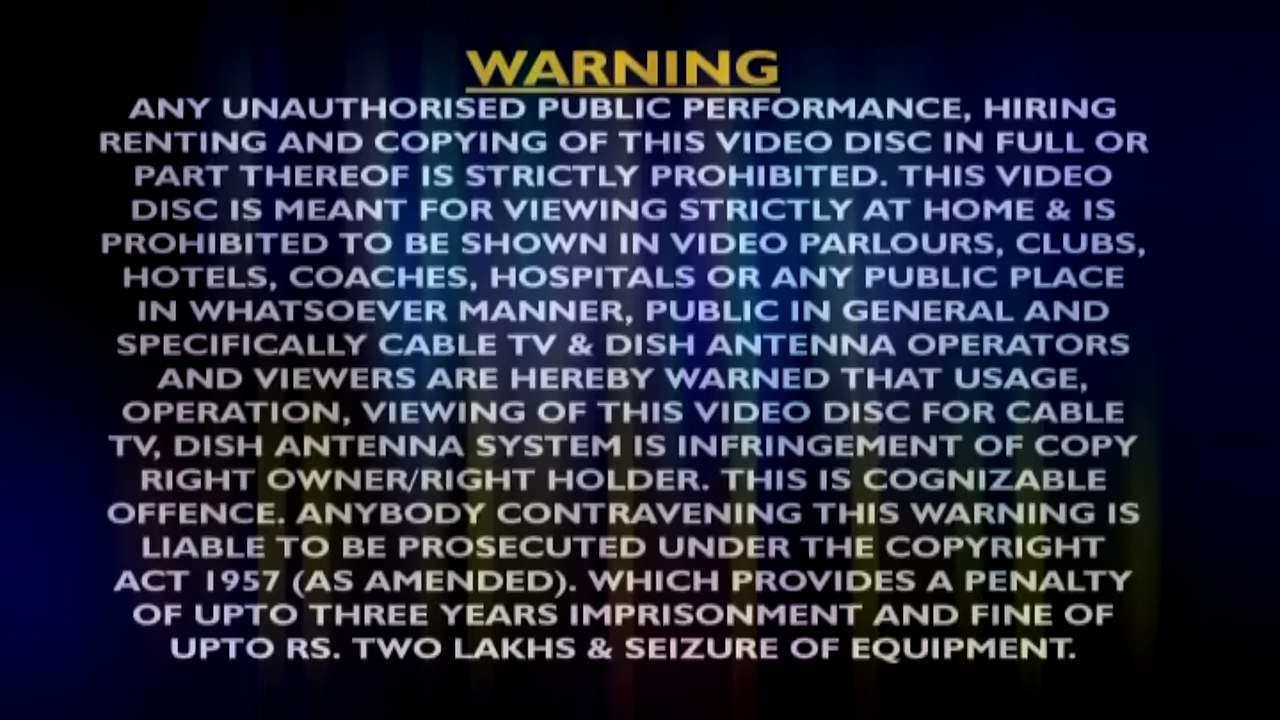 WARNING
ANY UNAUTHORISED PUBLIC PERFORMANCE, HIRING
RENTING AND COPYING OF THIS VIDEO DISC IN FULL OR
PART THEREOF IS STRICTLY PROHIBITED. THIS VIDEO
DISC IS MEANT FOR VIEWING STRICTLY AT HOME & IS
PROHIBITED TO BE SHOWN IN VIDEO PARLOURS, CLUBS,
HOTELS, COACHES, HOSPITALS OR ANY PUBLIC PLACE
IN WHATSOEVER MANNER, PUBLIC IN GENERAL AND
SPECIFICALLY CABLE TV & DISH ANTENNA OPERATORS
AND VIEWERS ARE HEREBY WARNED THAT USAGE,
OPERATION, VIEWING OF THIS VIDEO DISC FOR CABLE
TV, DISH ANTENNA SYSTEM IS INFRINGEMENT OF COPY
RIGHT OWNER/RIGHT HOLDER. THIS IS COGNIZABLE
OFFENCE. ANYBODY CONTRAVENING THIS WARNING IS
LIABLE TO BE PROSECUTED UNDER THE COPYRIGHT
ACT 1957 (AS AMENDED). WHICH PROVIDES A PENALTY
OF UPTO THREE YEARS IMPRISONMENT AND FINE OF
UPTO RS. TWO LAKHS & SEIZURE OF EQUIPMENT.